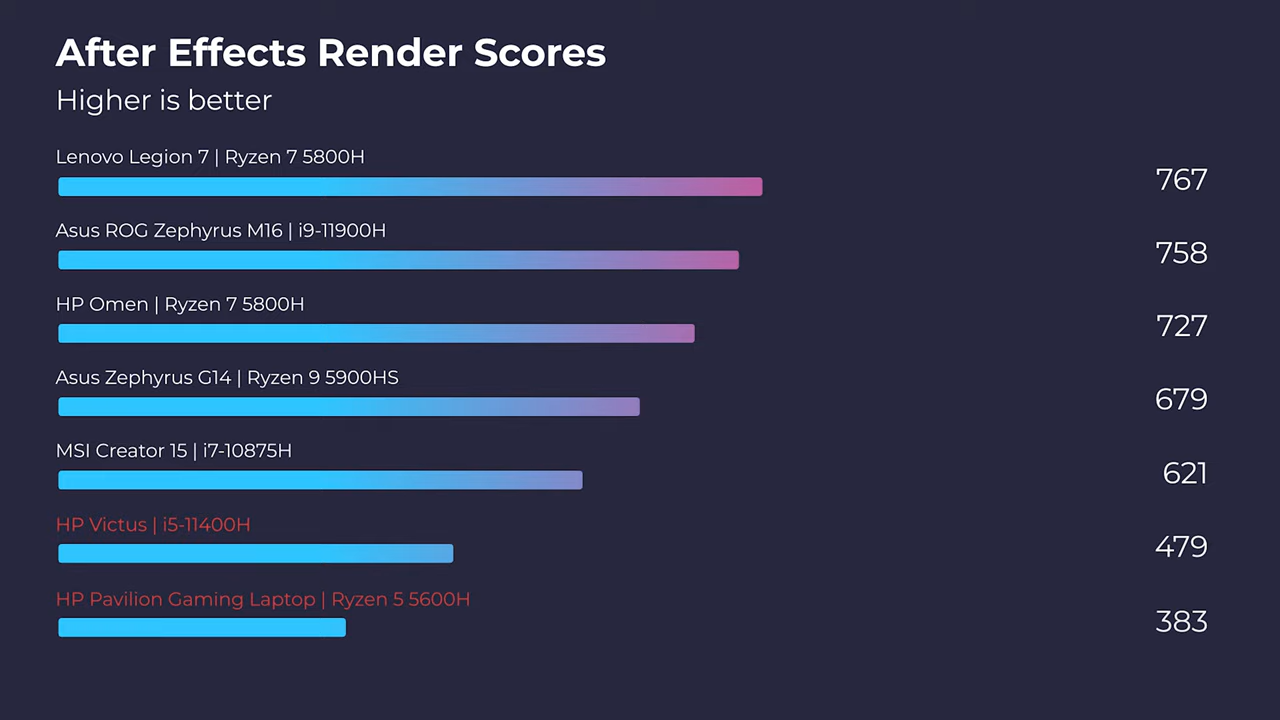 After Effects Render Scores
Higher is better
Lenovo Legion 7 | Ryzen 7 5800H
767
Asus ROG Zephyrus M16 | i9-11900H
758
HP Omen | Ryzen 7 5800H
727
Asus Zephyrus G14 | Ryzen 9 5900HS
679
MSI Creator 15 | i7-10875H
621
HP Victus | i5-11400H
479
HP Pavilion Gaming Laptop | Ryzen 5 5600H
383